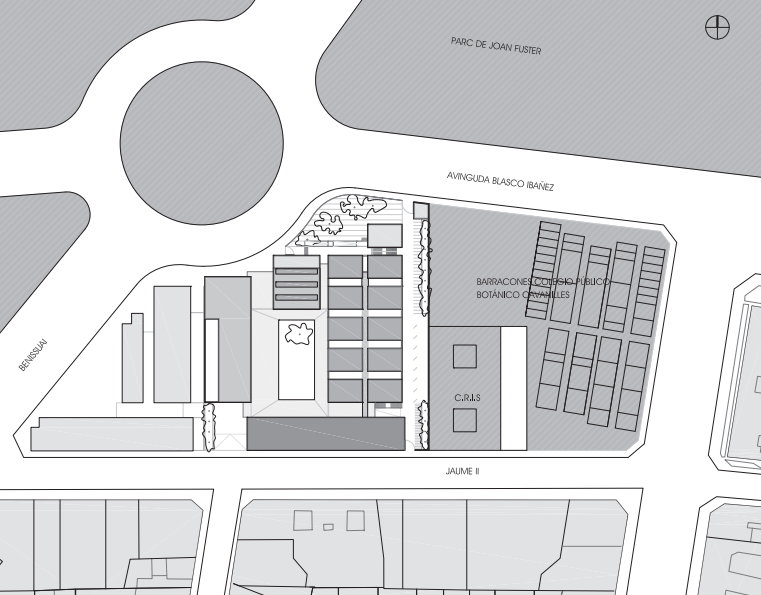 PARC DE JOAN FUSTER
AVINGUDA BLASCO IBAÑEZ
BARRACONES COLEGIO PUBLICO
BOTÁNICO CAVANILLES
BENISSUAI
C.R.I.S
JAUME II